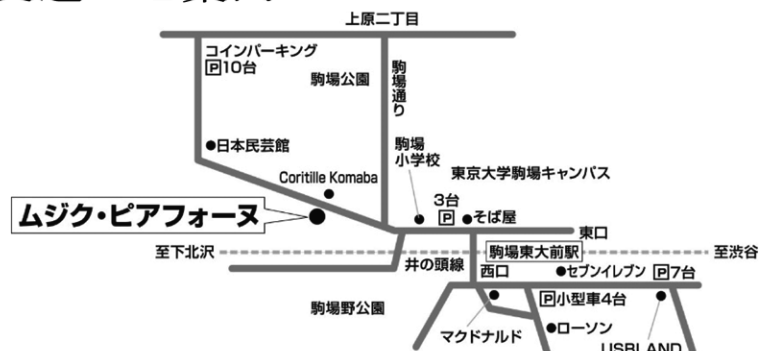 上原二丁目
コインパーキング
P10台
駒場公園
駒場通り
日本民芸館
駒場
小学校
東京大学駒場キャンパス
Coritille Komaba
3台
P
そば屋
ムジク・ピアフォーヌ
東口
至下北沢
駒場東大前駅
至渋谷
井の頭線
西口
セブンイレブン
P7台
駒場野公園
P小型車4台
マクドナルド
ローソン